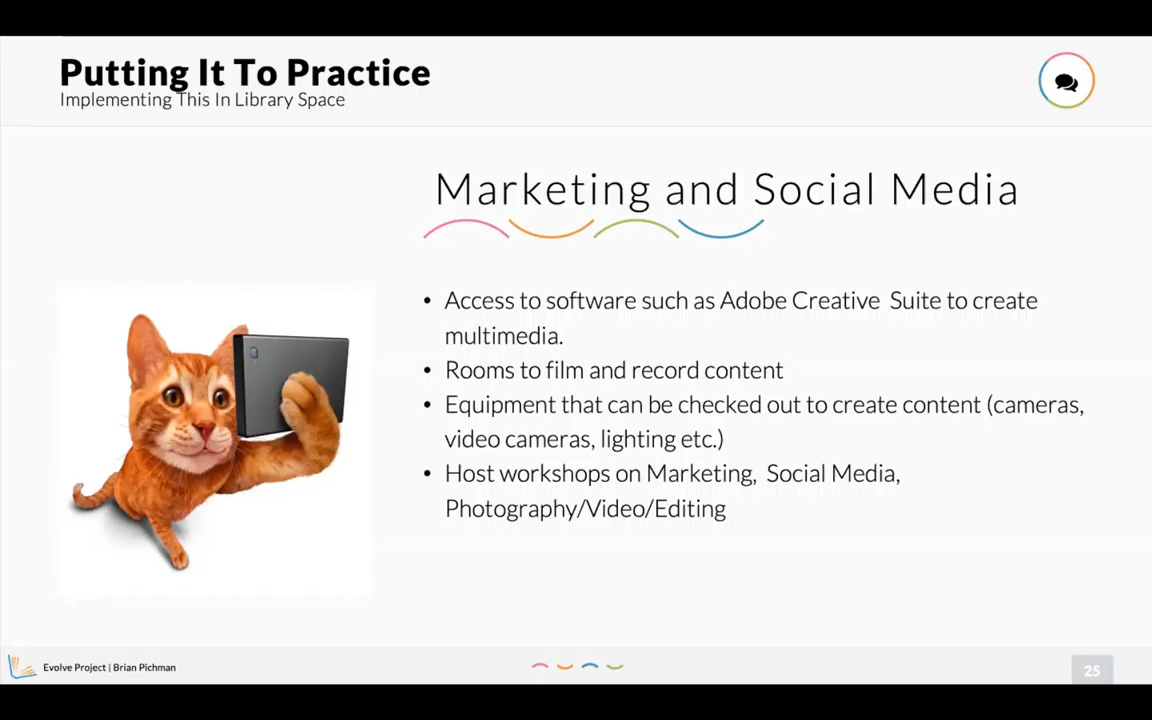 Putting It To Practice
Implementing This In Library Space
Marketing and Social Media
• Access to software such as Adobe Creative Suite to create
multimedia.
• Rooms to film and record content
• Equipment that can be checked out to create content (cameras,
video cameras, lighting etc.)
• Host workshops on Marketing, Social Media,
Photography/Video/Editing
Evolve Project | Brian Pichman
25